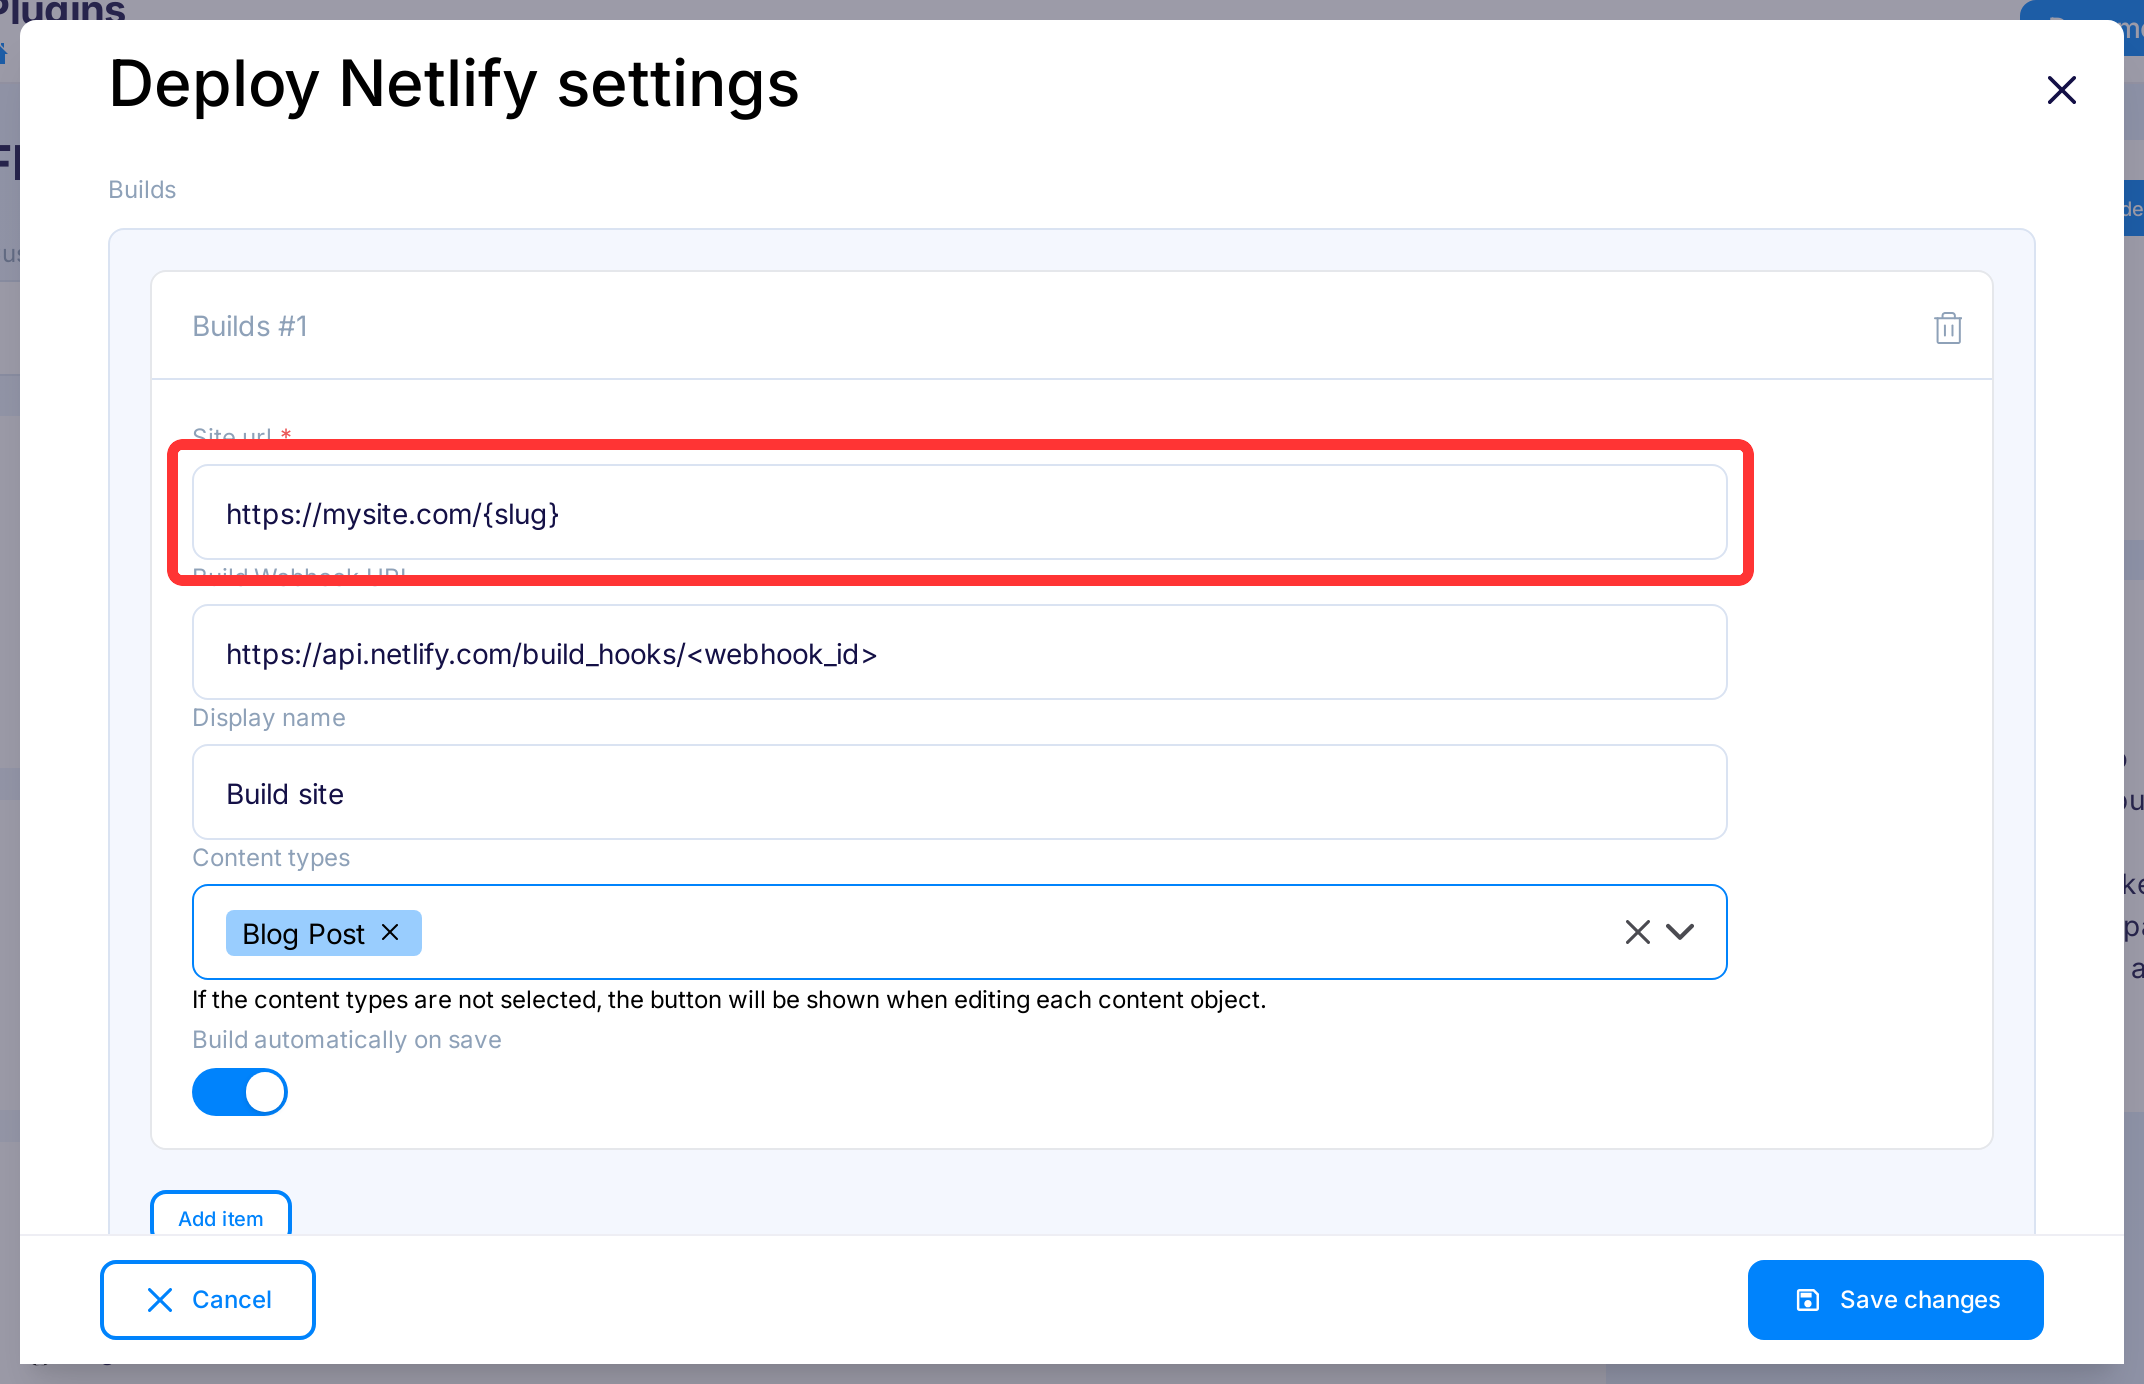 Plugins
Deploy Netlify settings
Builds
us
de
Builds #1
Site url *
https://mysite.com/{slug}
Build Webhook URL
https://api.netlify.com/build_hooks/<webhook_id>
Display name
Build site
Content types
Blog Post
If the content types are not selected, the button will be shown when editing each content object.
Build automatically on save
Add item
Cancel
Save changes